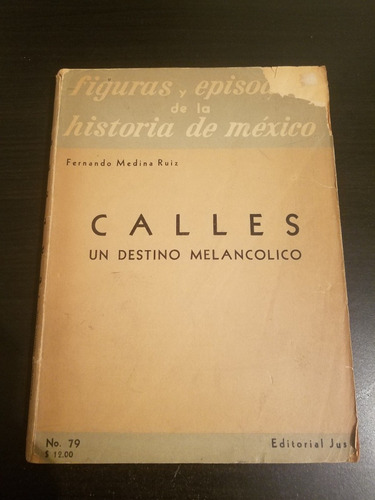 figuras y episod
de la
historia de méxico
Fernando Medina Ruiz
CALLES
UN DESTINO MELANCOLICO
No. 79
$ 12.00
Editorial Jus